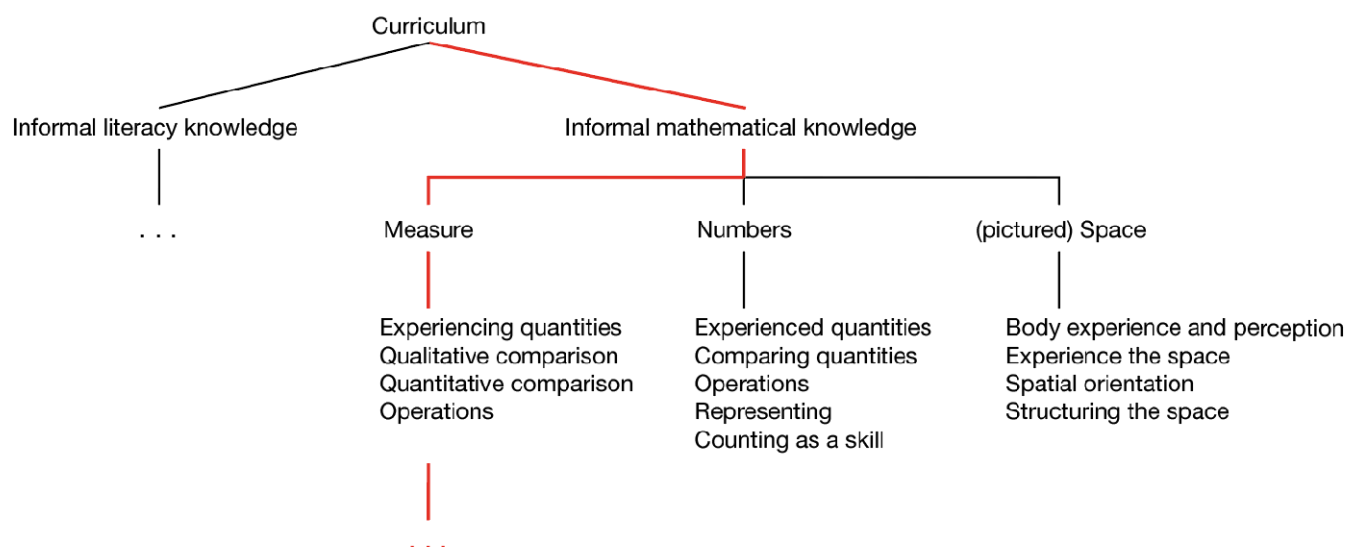 Curriculum
Informal literacy knowledge
Informal mathematical knowledge
. . .
Measure
Numbers
(pictured) Space
Experiencing quantities
Qualitative comparison
Quantitative comparison
Operations
Experienced quantities
Comparing quantities
Operations
Representing
Counting as a skill
Body experience and perception
Experience the space
Spatial orientation
Structuring the space
. . .